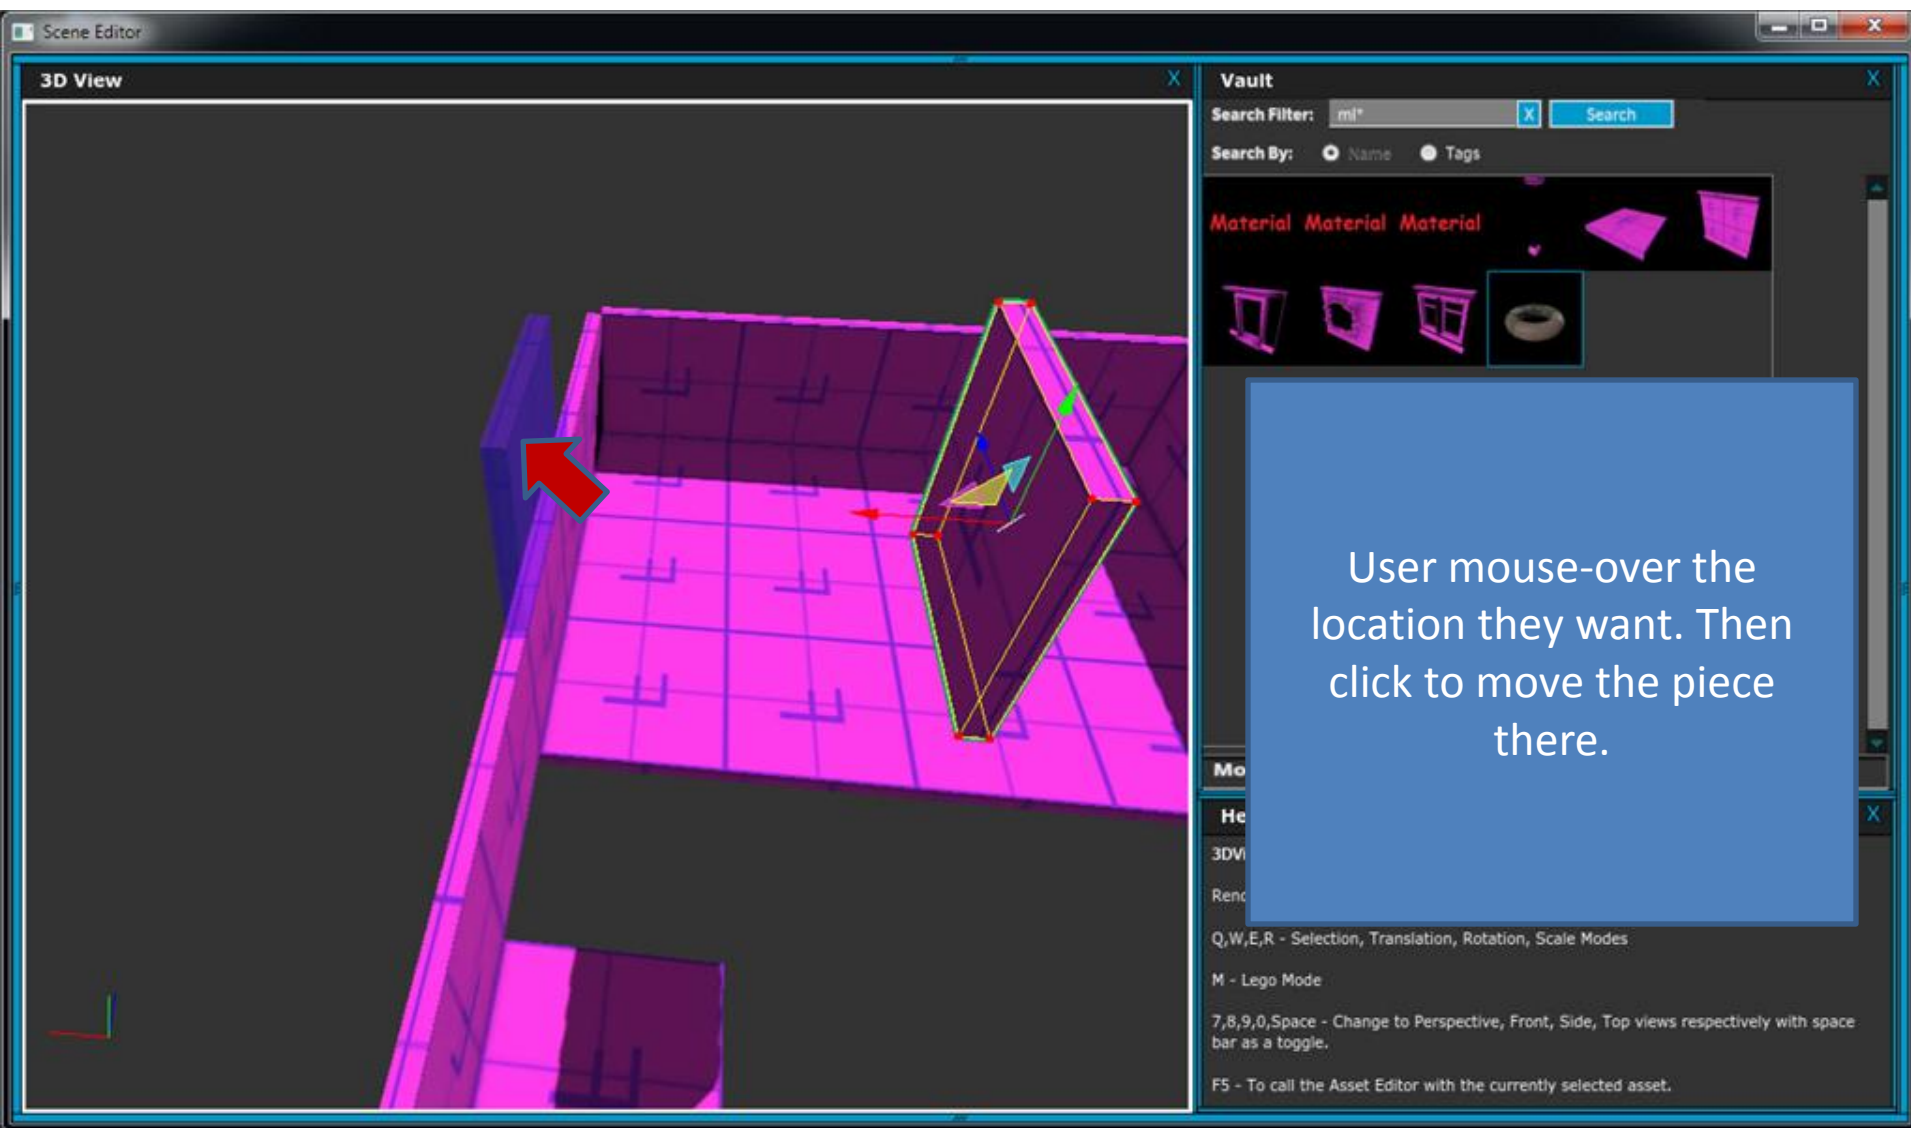 Scene Editor
3D View X
Vault X
Search Filter: ml* X Search
Search By: Name Tags
Material Material Material
User mouse-over the
location they want. Then
click to move the piece
there.
Mo
He X
3DVi
Rend
Q,W,E,R - Selection, Translation, Rotation, Scale Modes
M - Lego Mode
7,8,9,0,Space - Change to Perspective, Front, Side, Top views respectively with space
bar as a toggle.
F5 - To call the Asset Editor with the currently selected asset.